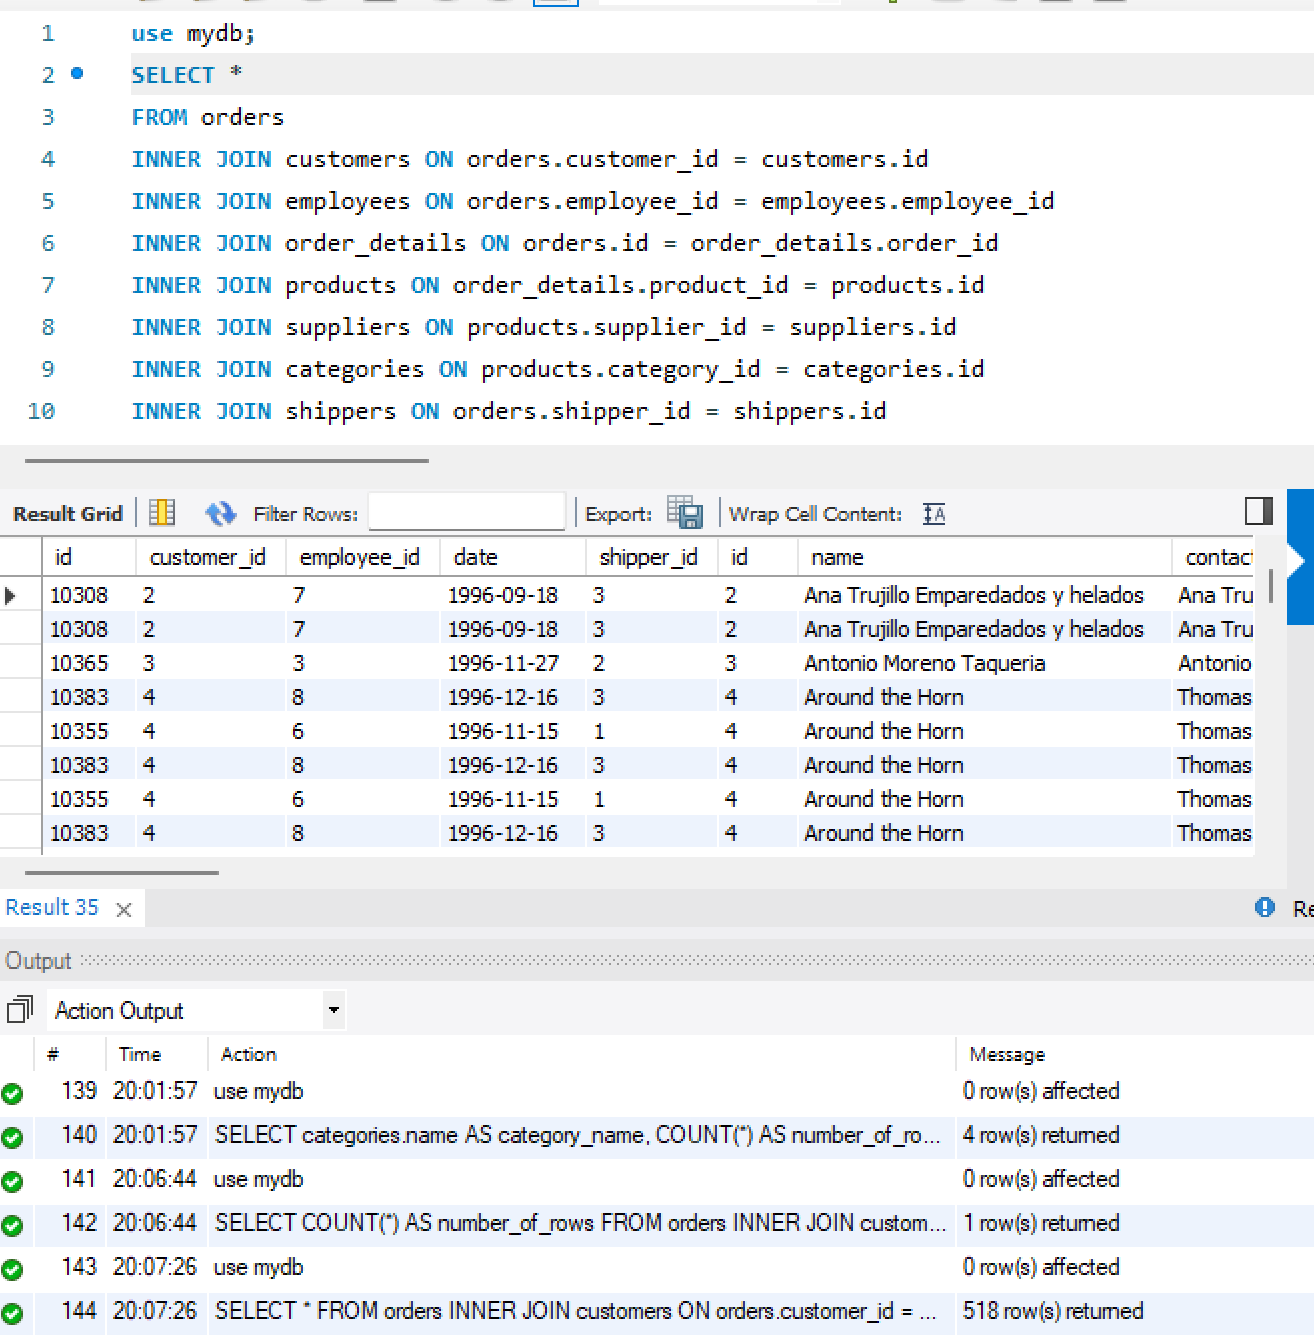 1 use mydb;
2 SELECT *
3 FROM orders
4 INNER JOIN customers ON orders.customer_id = customers.id
5 INNER JOIN employees ON orders.employee_id = employees.employee_id
6 INNER JOIN order_details ON orders.id = order_details.order_id
7 INNER JOIN products ON order_details.product_id = products.id
8 INNER JOIN suppliers ON products.supplier_id = suppliers.id
9 INNER JOIN categories ON products.category_id = categories.id
10 INNER JOIN shippers ON orders.shipper_id = shippers.id
Result Grid Filter Rows: Export: Wrap Cell Content: IA
id customer_id employee_id date shipper_id id name contact
10308 2 7 1996-09-18 3 2 Ana Trujillo Emparedados y helados Ana Tru
10308 2 7 1996-09-18 3 2 Ana Trujillo Emparedados y helados Ana Tru
10365 3 3 1996-11-27 2 3 Antonio Moreno Taqueria Antonio
10383 4 8 1996-12-16 3 4 Around the Horn Thomas
10355 4 6 1996-11-15 1 4 Around the Horn Thomas
10383 4 8 1996-12-16 3 4 Around the Horn Thomas
10355 4 6 1996-11-15 1 4 Around the Horn Thomas
10383 4 8 1996-12-16 3 4 Around the Horn Thomas
Result 35 Re
Output
Action Output
# Time Action Message
139 20:01:57 use mydb 0 row(s) affected
140 20:01:57 SELECT categories.name AS category_name, COUNT(*) AS number_of_ro... 4 row(s) returned
141 20:06:44 use mydb 0 row(s) affected
142 20:06:44 SELECT COUNT(*) AS number_of_rows FROM orders INNER JOIN custom... 1 row(s) returned
143 20:07:26 use mydb 0 row(s) affected
144 20:07:26 SELECT * FROM orders INNER JOIN customers ON orders.customer_id = ... 518 row(s) returned